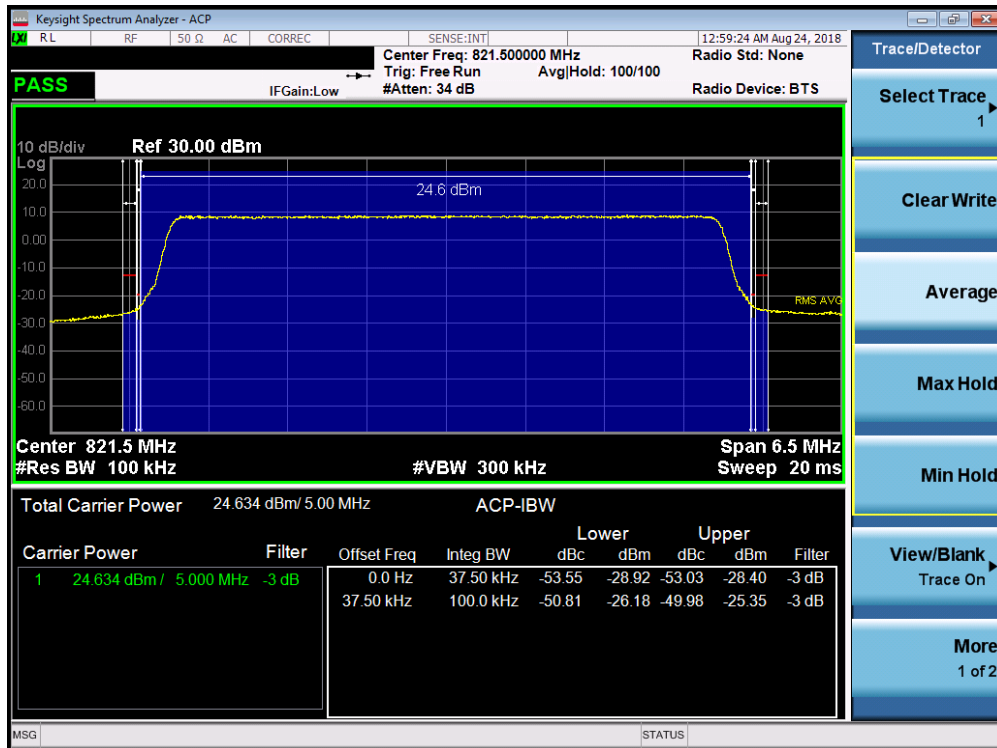 Keysight Spectrum Analyzer - ACP
LXI RL RF 50 Ω AC CORREC SENSE:INT 12:59:24 AM Aug 24, 2018
Center Freq: 821.500000 MHz Radio Std: None
Trig: Free Run Avg|Hold: 100/100
PASS IFGain:Low #Atten: 34 dB Radio Device: BTS
10 dB/div Ref 30.00 dBm
Log
24.6 dBm
20.0
10.0
0.00
-10.0
-20.0
RMS AVG
-30.0
-40.0
-50.0
-60.0
Center 821.5 MHz Span 6.5 MHz
#Res BW 100 kHz #VBW 300 kHz Sweep 20 ms
Total Carrier Power 24.634 dBm/ 5.00 MHz ACP-IBW
Lower Upper
Carrier Power Filter Offset Freq Integ BW dBc dBm dBc dBm Filter
1 24.634 dBm / 5.000 MHz -3 dB 0.0 Hz 37.50 kHz -53.55 -28.92 -53.03 -28.40 -3 dB
37.50 kHz 100.0 kHz -50.81 -26.18 -49.98 -25.35 -3 dB
MSG STATUS
Trace/Detector
Select Trace
1
Clear Write
Average
Max Hold
Min Hold
View/Blank
Trace On
More
1 of 2